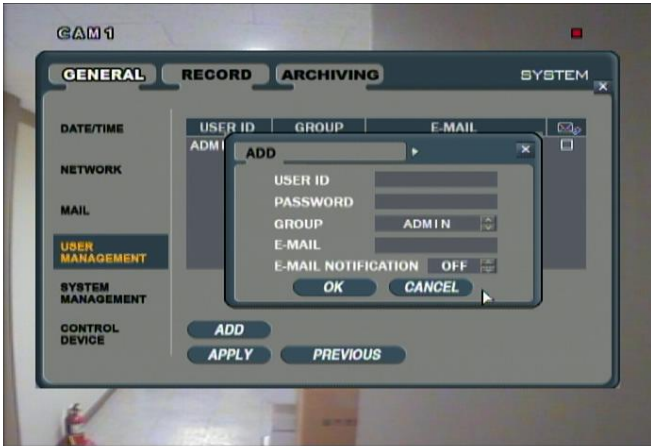 CAM1
GENERAL RECORD ARCHIVING SYSTEM
DATE/TIME
NETWORK
MAIL
USER
MANAGEMENT
SYSTEM
MANAGEMENT
CONTROL
DEVICE
USER ID GROUP E-MAIL
ADMI
ADD
USER ID
PASSWORD
GROUP ADMIN
E-MAIL
E-MAIL NOTIFICATION OFF
OK CANCEL
ADD
APPLY PREVIOUS